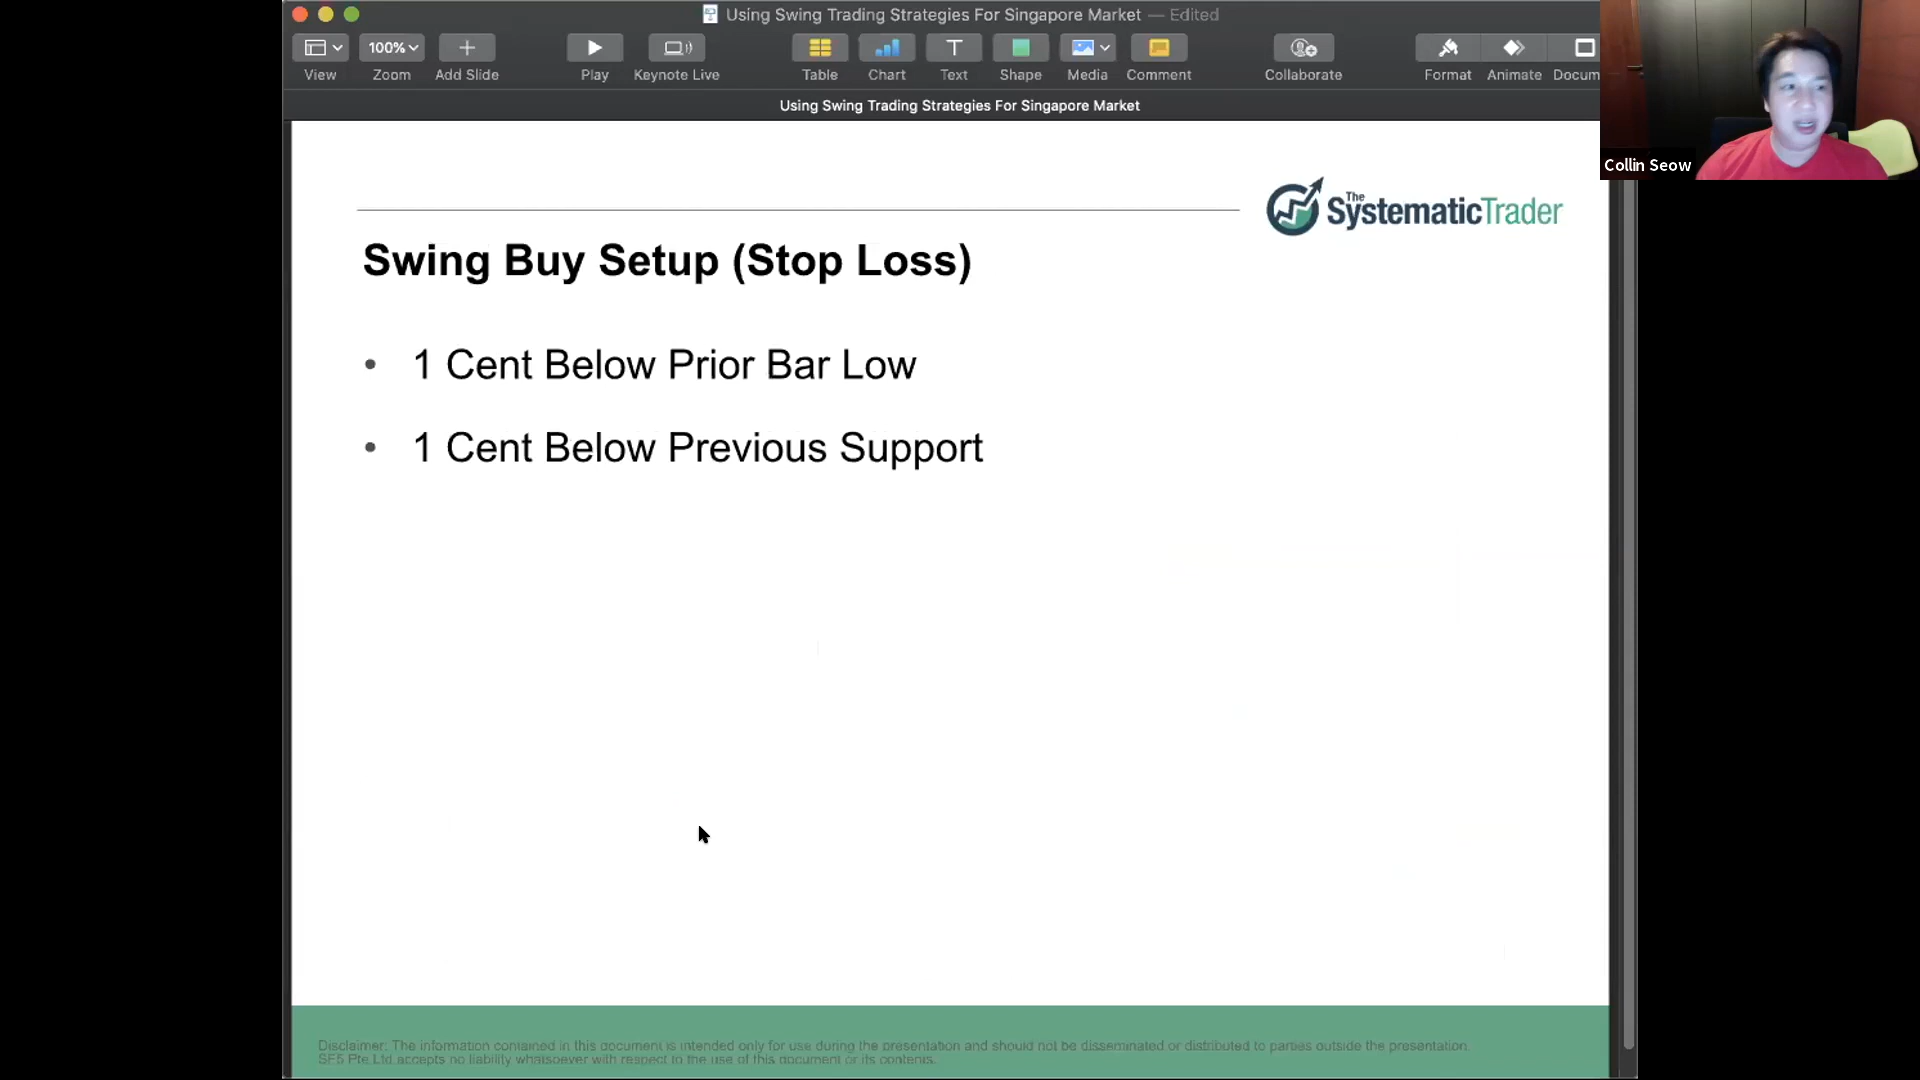 Using Swing Trading Strategies For Singapore Market — Edited
100%
View Zoom Add Slide Play Keynote Live Table Chart Text Shape Media Comment Collaborate Format Animate Docum
Using Swing Trading Strategies For Singapore Market
Collin Seow
The SystematicTrader
Swing Buy Setup (Stop Loss)
• 1 Cent Below Prior Bar Low
• 1 Cent Below Previous Support
Disclaimer: The information contained in this document is intended only for use during the presentation and should not be disseminated or distributed to parties outside the presentation.
SE5 Pte Ltd accepts no liability whatsoever with respect to the use of this document or its contents.